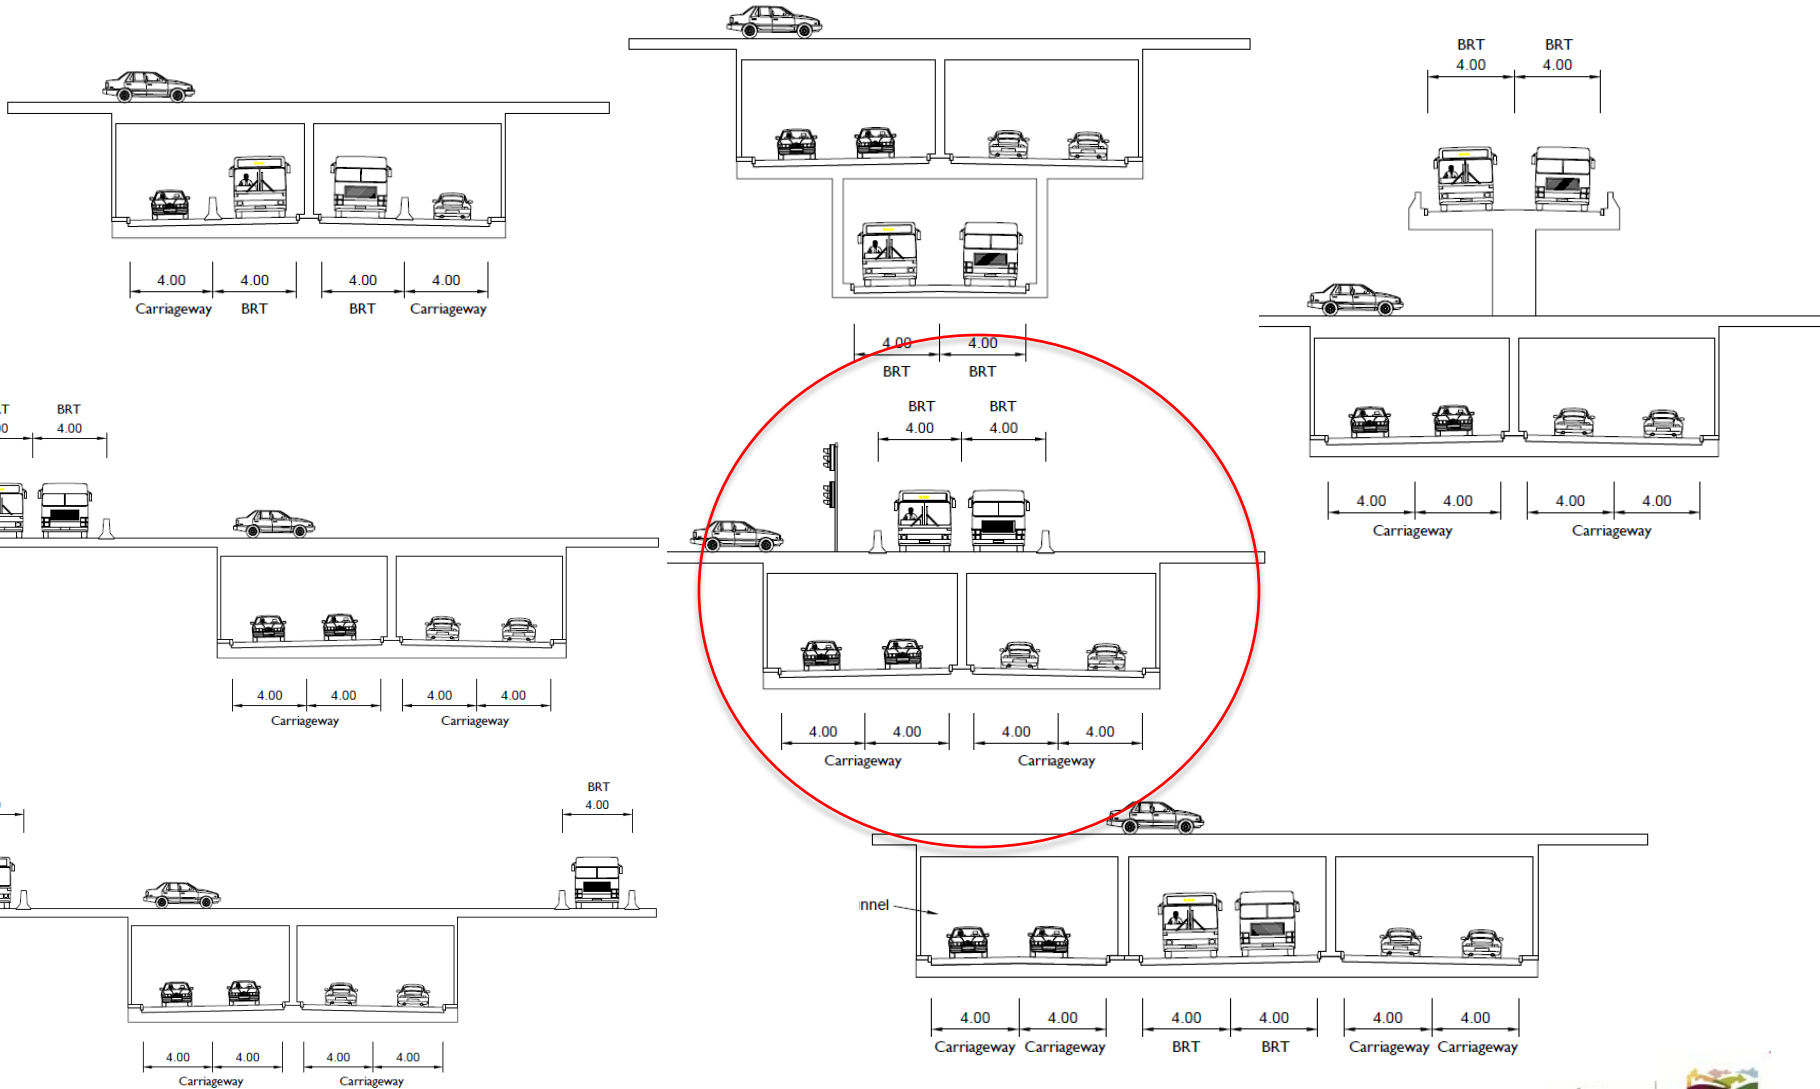 BRT BRT
4.00 4.00
4.00 4.00 4.00 4.00
Carriageway BRT BRT Carriageway
4.00 4.00
BRT BRT
BRT BRT
4.00 4.00
4.00 4.00 4.00 4.00
Carriageway Carriageway
BRT
4.00
4.00 4.00 4.00 4.00
Carriageway Carriageway
4.00 4.00 4.00 4.00
Carriageway Carriageway
BRT
4.00
4.00 4.00 4.00 4.00
Carriageway Carriageway
nnel
4.00 4.00 4.00 4.00 4.00 4.00
Carriageway Carriageway BRT BRT Carriageway Carriageway